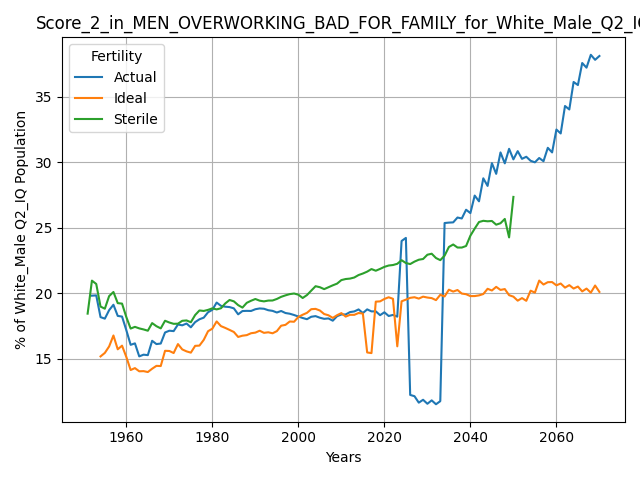 Score_2_in_MEN_OVERWORKING_BAD_FOR_FAMILY_for_White_Male_Q2_IQ
Fertility
Actual
Ideal
Sterile
% of White_Male Q2_IQ Population
35
30
25
20
15
1960
1980
2000
2020
2040
2060
Years